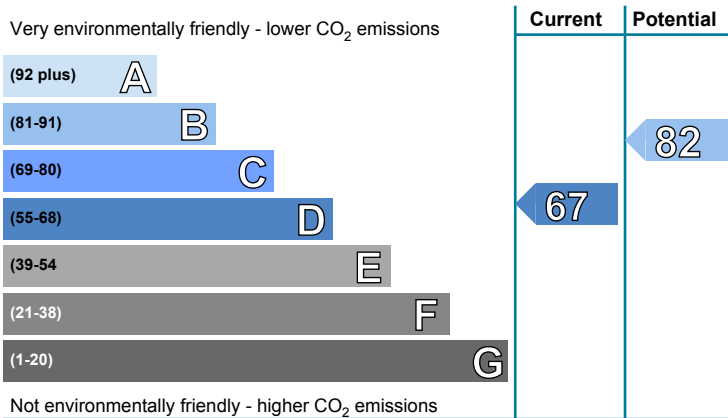 Current Potential
Very environmentally friendly - lower CO2 emissions
(92 plus) A
(81-91) B
82
(69-80) C
(55-68) D
67
(39-54 E
(21-38) F
(1-20) G
Not environmentally friendly - higher CO2 emissions